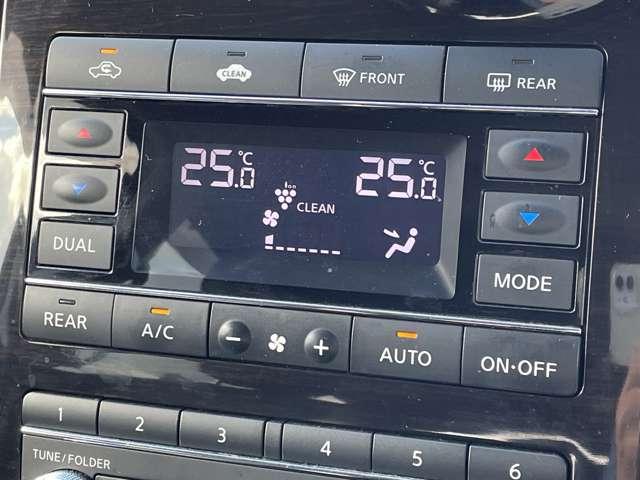 CLEAN
FRONT
REAR
25.0°C
25.0°C
ion
CLEAN
DUAL
MODE
REAR
A/C
− +
AUTO
ON·OFF
1 2 3 4 5 6
TUNE/FOLDER